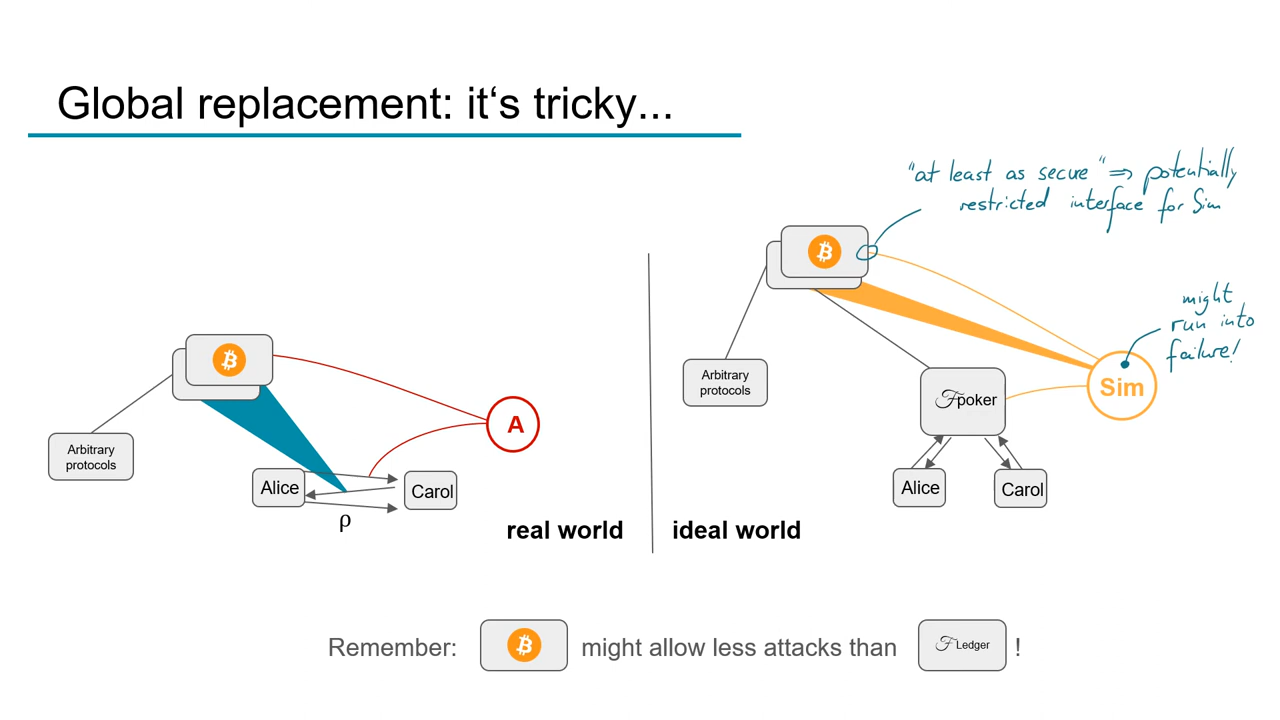 Global replacement: it‘s tricky...
"at least as secure" ⇒ potentially
restricted interface for Sim
might
run into
failure!
Arbitrary
protocols
A
Alice
Carol
ρ
real world
Arbitrary
protocols
ℱpoker
Sim
Alice
Carol
ideal world
Remember: ₿ might allow less attacks than ℱLedger !